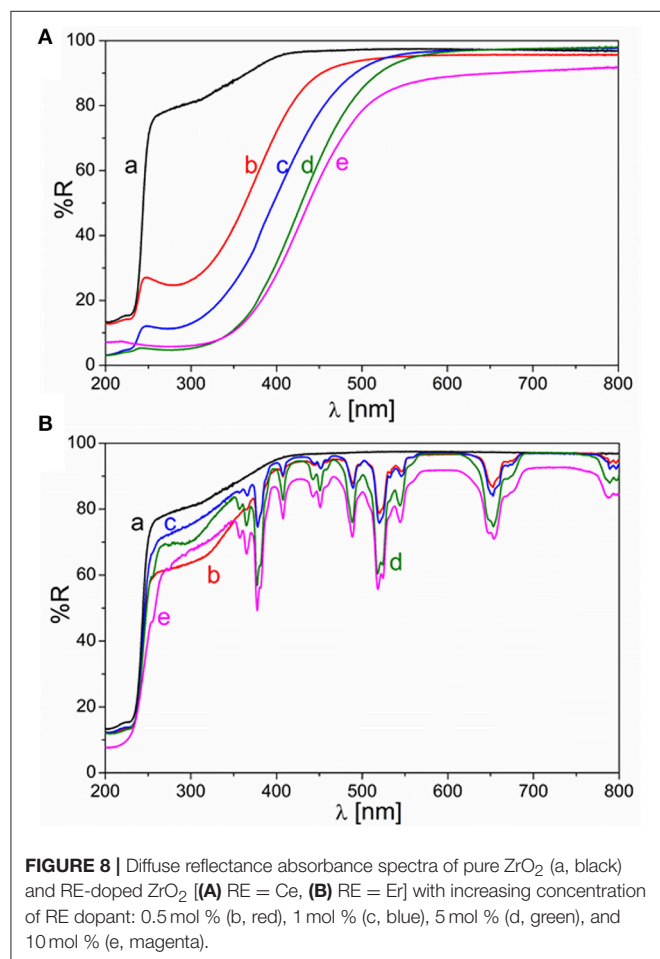 A
100
80
60
40
20
0
%R
a
b
c
d
e
200 300 400 500 600 700 800
λ [nm]
B
100
80
60
40
20
0
%R
a
c
b
e
d
200 300 400 500 600 700 800
λ [nm]
FIGURE 8 | Diffuse reflectance absorbance spectra of pure ZrO₂ (a, black)
and RE-doped ZrO₂ [(A) RE = Ce, (B) RE = Er] with increasing concentration
of RE dopant: 0.5 mol % (b, red), 1 mol % (c, blue), 5 mol % (d, green), and
10 mol % (e, magenta).